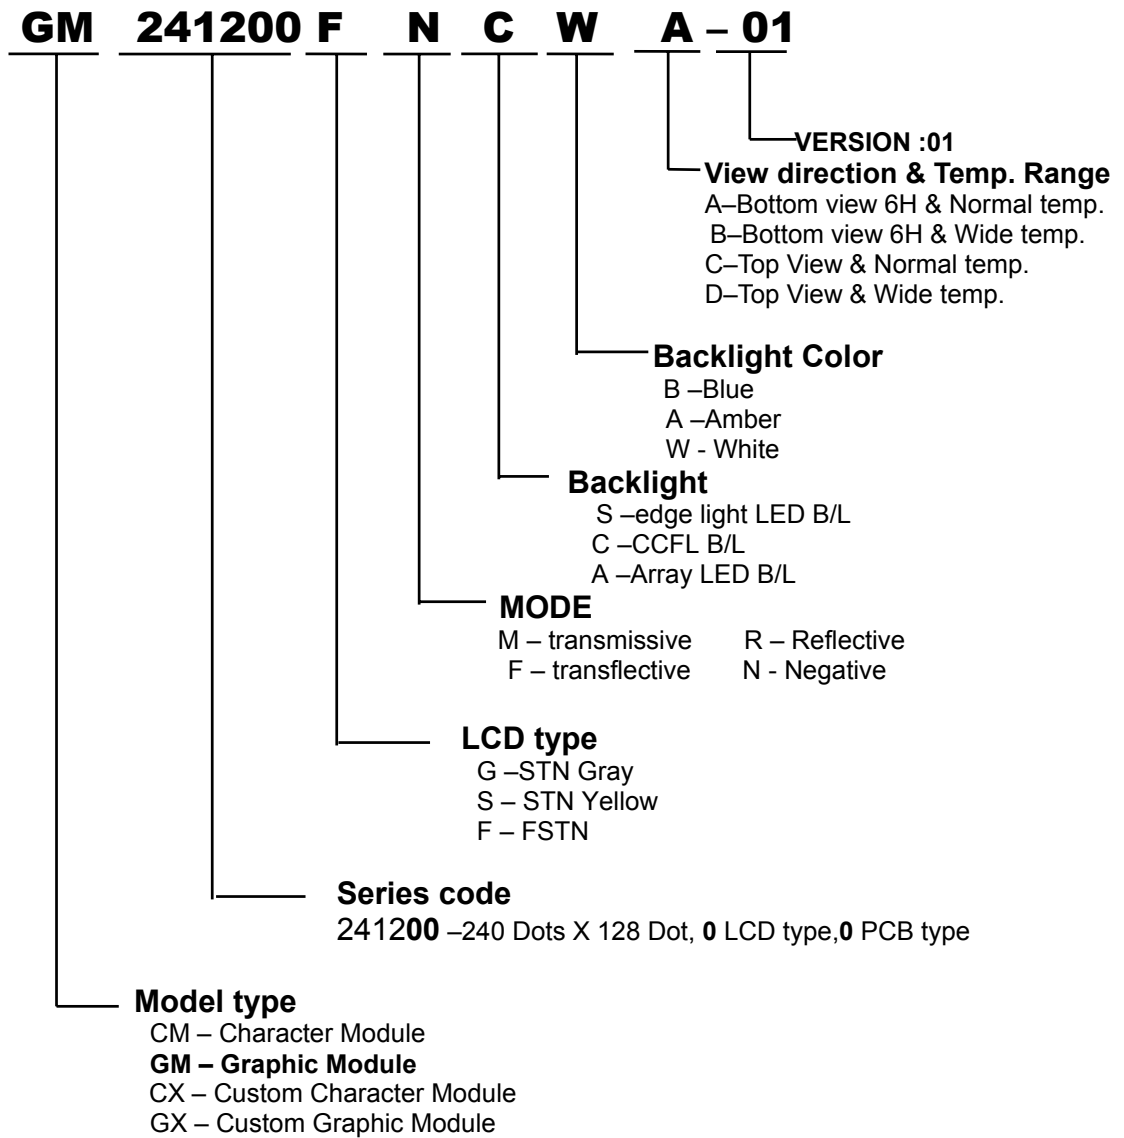 GM 241200 F N C W A – 01
VERSION :01
View direction & Temp. Range
A–Bottom view 6H & Normal temp.
B–Bottom view 6H & Wide temp.
C–Top View & Normal temp.
D–Top View & Wide temp.
Backlight Color
B –Blue
A –Amber
W - White
Backlight
S –edge light LED B/L
C –CCFL B/L
A –Array LED B/L
MODE
M – transmissive R – Reflective
F – transflective N - Negative
LCD type
G –STN Gray
S – STN Yellow
F – FSTN
Series code
241200 –240 Dots X 128 Dot, 0 LCD type,0 PCB type
Model type
CM – Character Module
GM – Graphic Module
CX – Custom Character Module
GX – Custom Graphic Module